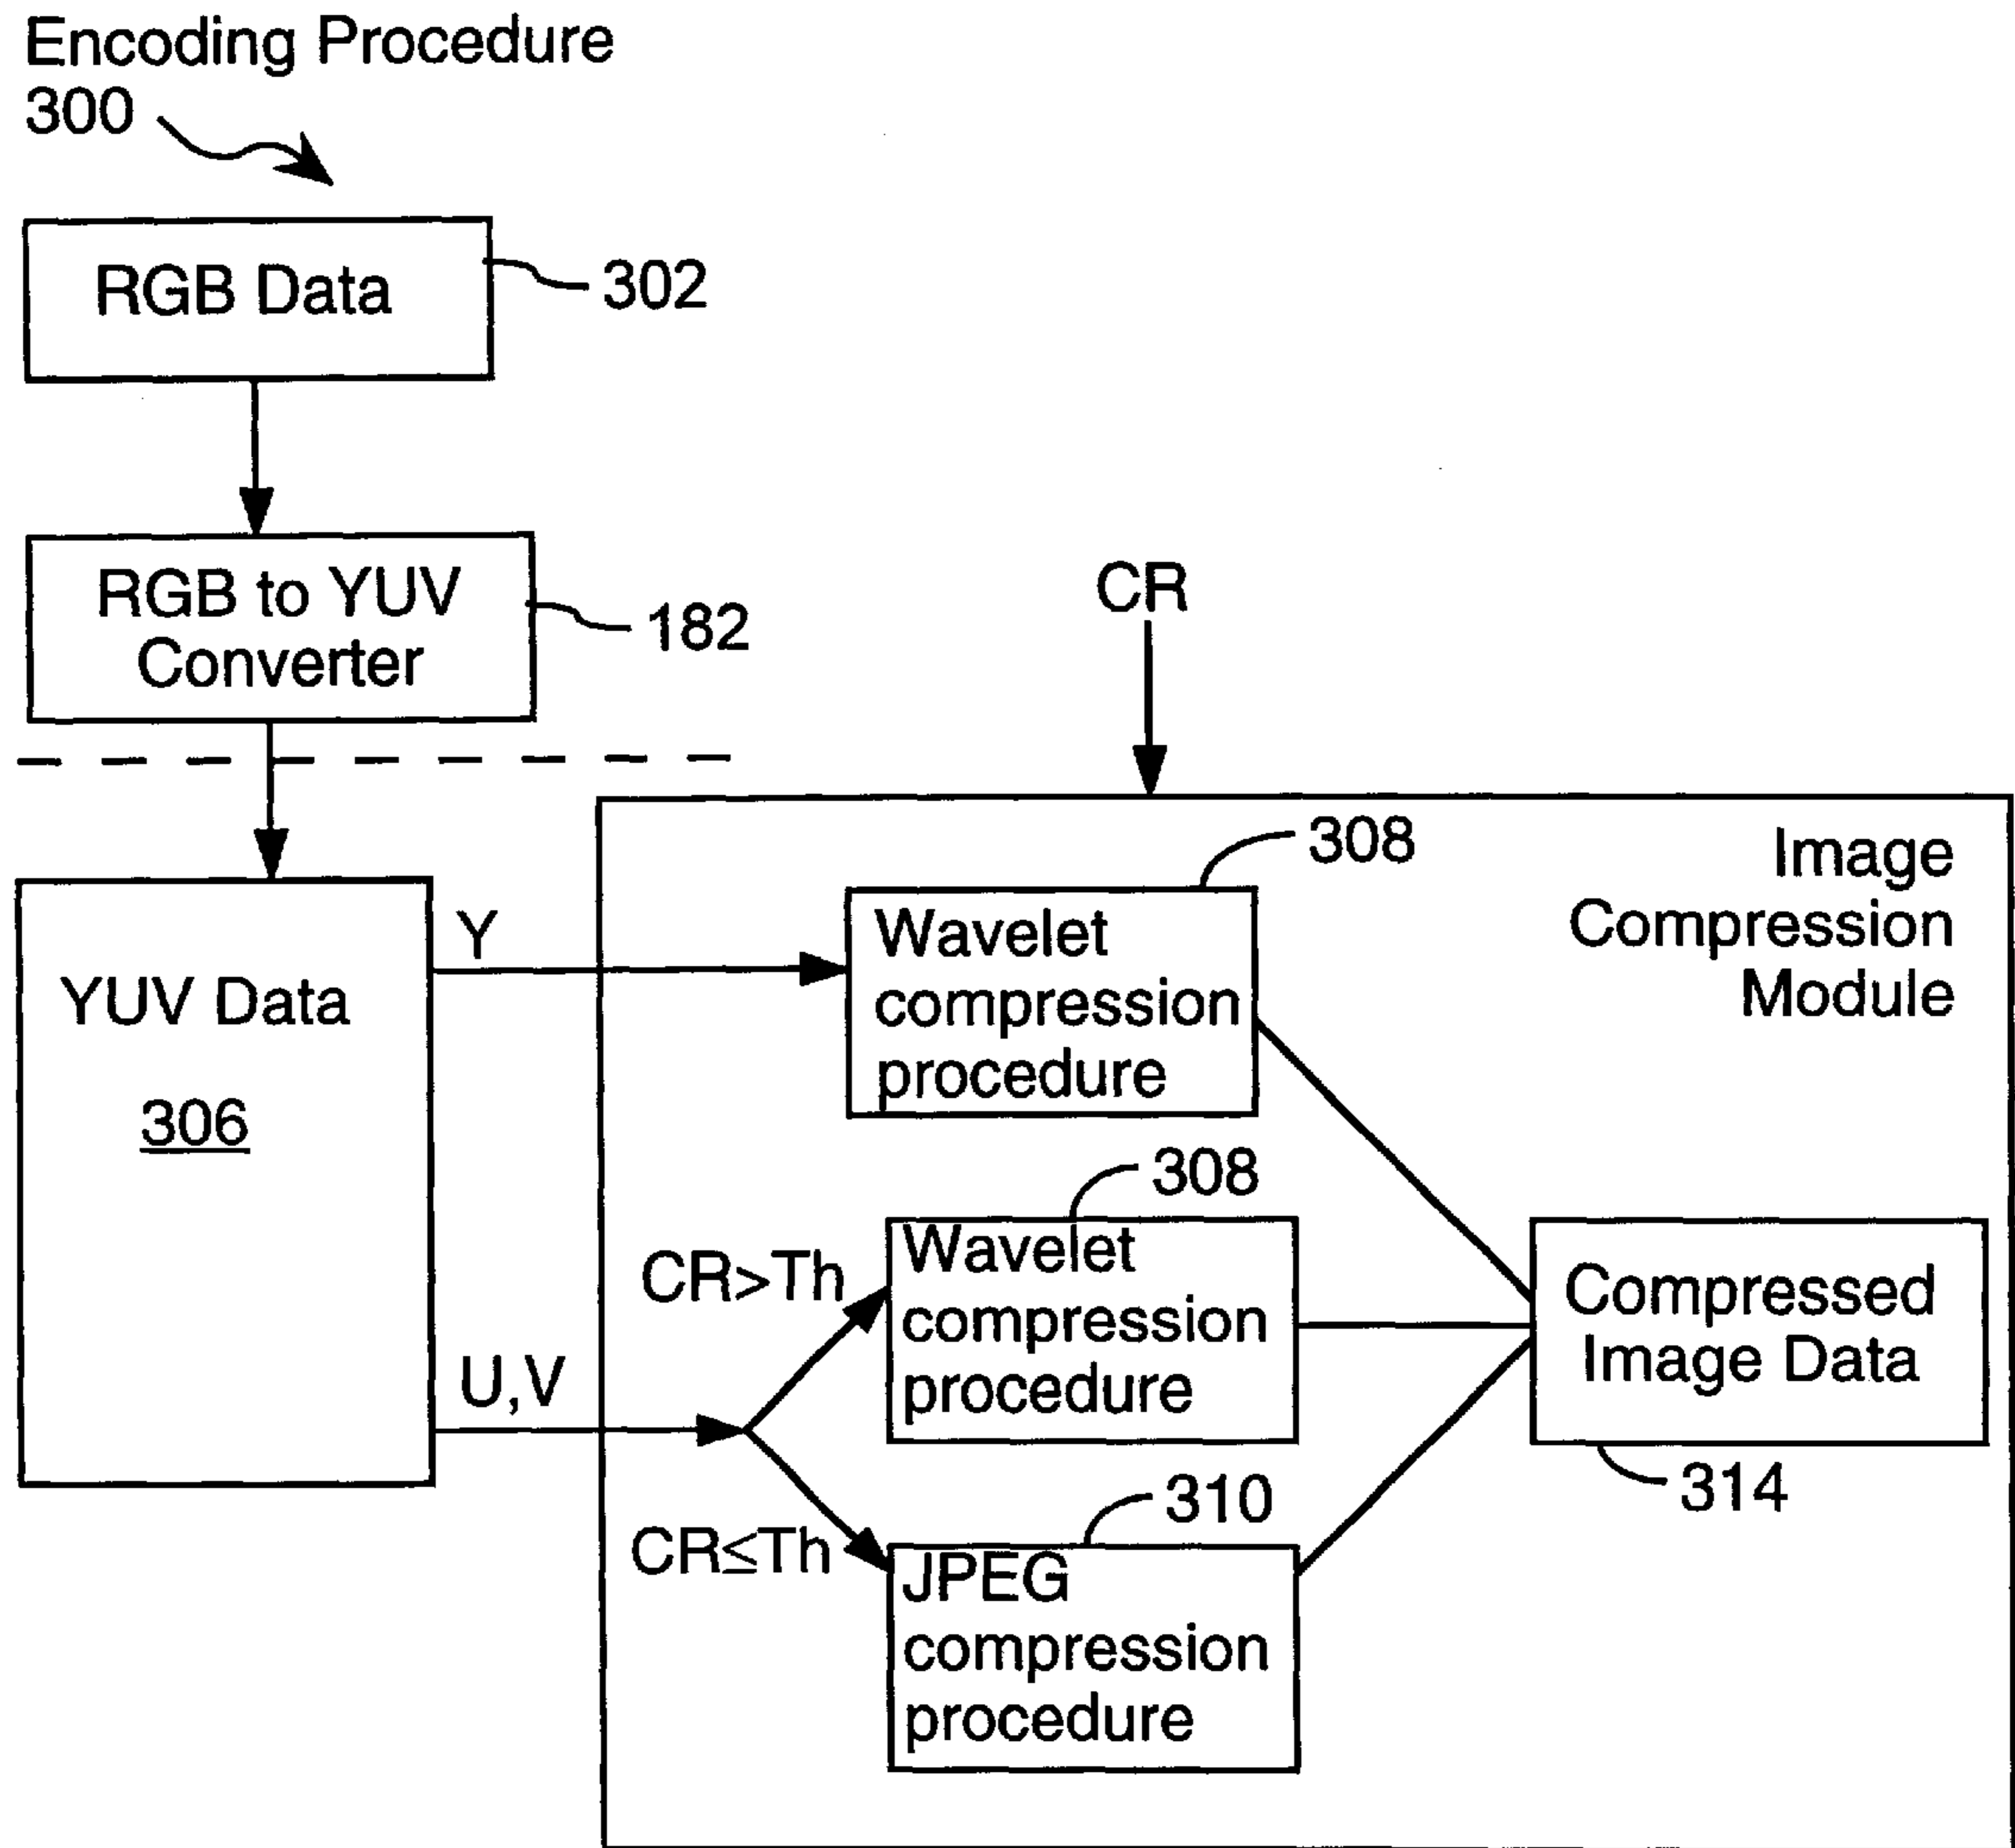 Encoding Procedure
300
RGB Data
302
RGB to YUV
Converter
182
CR
Image
Compression
Module
308
Y
Wavelet
compression
procedure
YUV Data
306
308
CR>Th
Wavelet
compression
procedure
U,V
Compressed
Image Data
314
310
CR≤Th
JPEG
compression
procedure